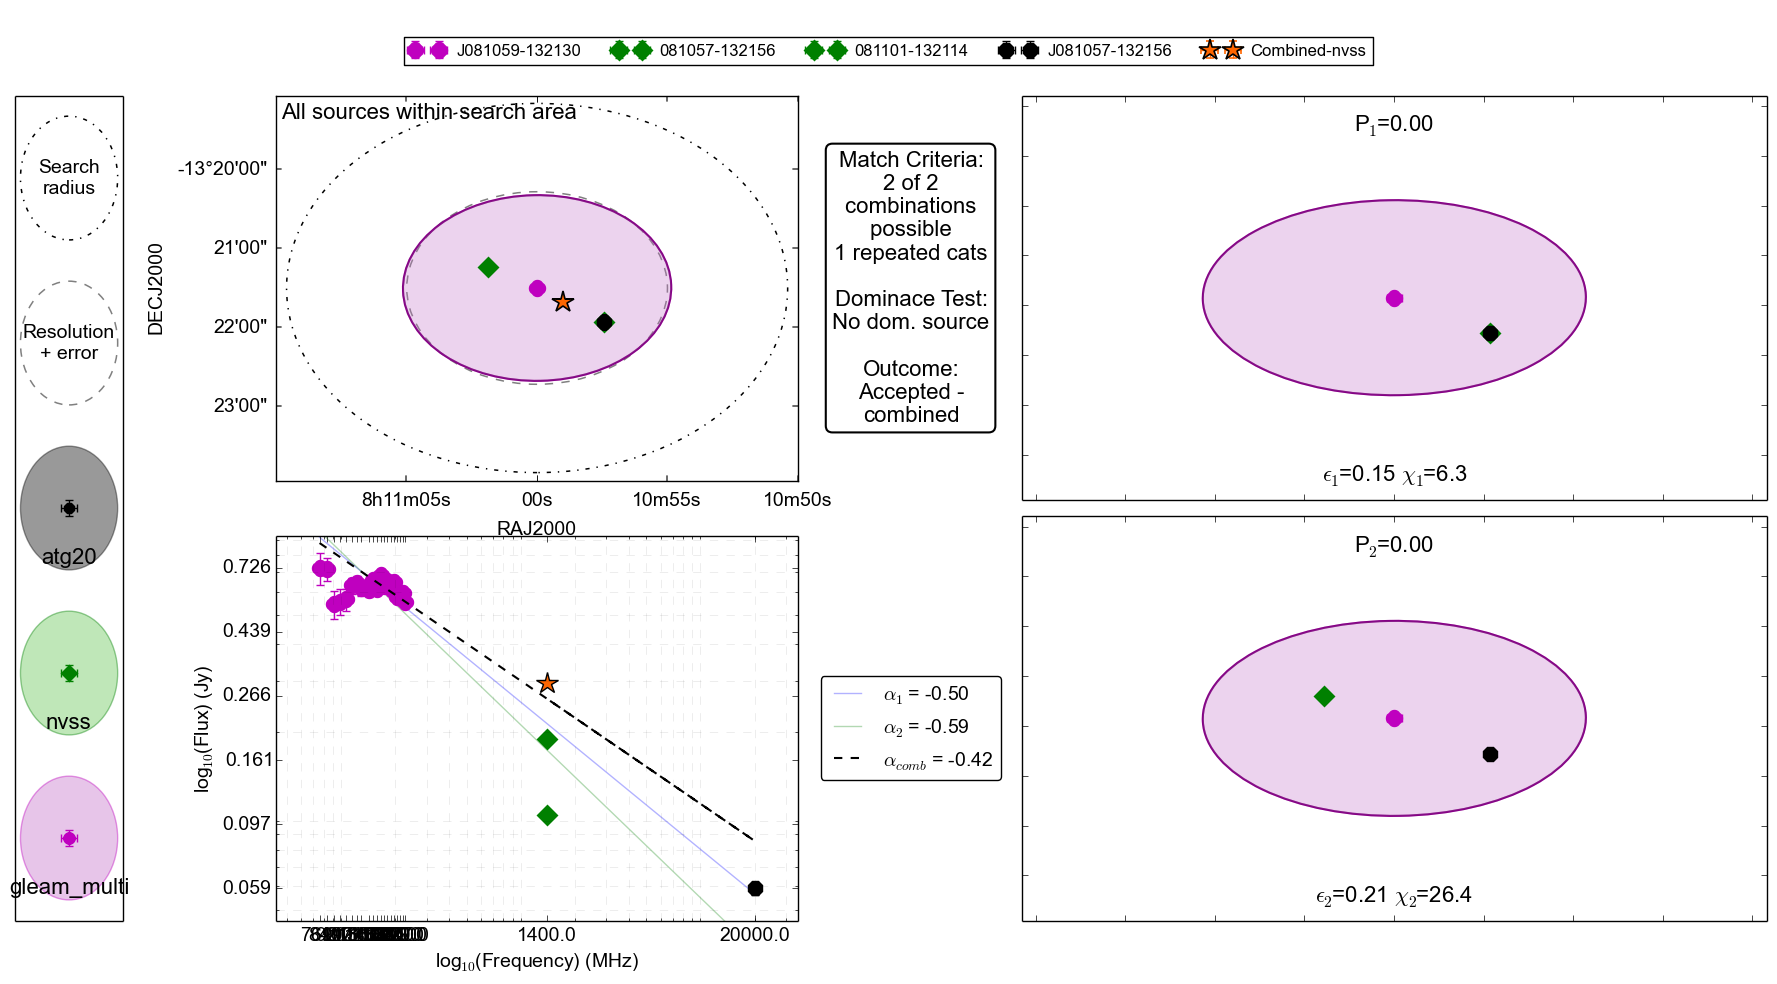 J081059-132130 081057-132156 081101-132114 J081057-132156 Combined-nvss
Search
radius
Resolution
+ error
atg20
nvss
gleam_multi
All sources within search area
DECJ2000
-13°20'00"
21'00"
22'00"
23'00"
8h11m05s 00s 10m55s 10m50s
RAJ2000
Match Criteria:
2 of 2
combinations
possible
1 repeated cats
Dominace Test:
No dom. source
Outcome:
Accepted -
combined
P1=0.00
ϵ1=0.15 χ1=6.3
log10(Flux) (Jy)
0.726
0.439
0.266
0.161
0.097
0.059
1400.0 20000.0
log10(Frequency) (MHz)
α1 = -0.50
α2 = -0.59
αcomb = -0.42
P2=0.00
ϵ2=0.21 χ2=26.4